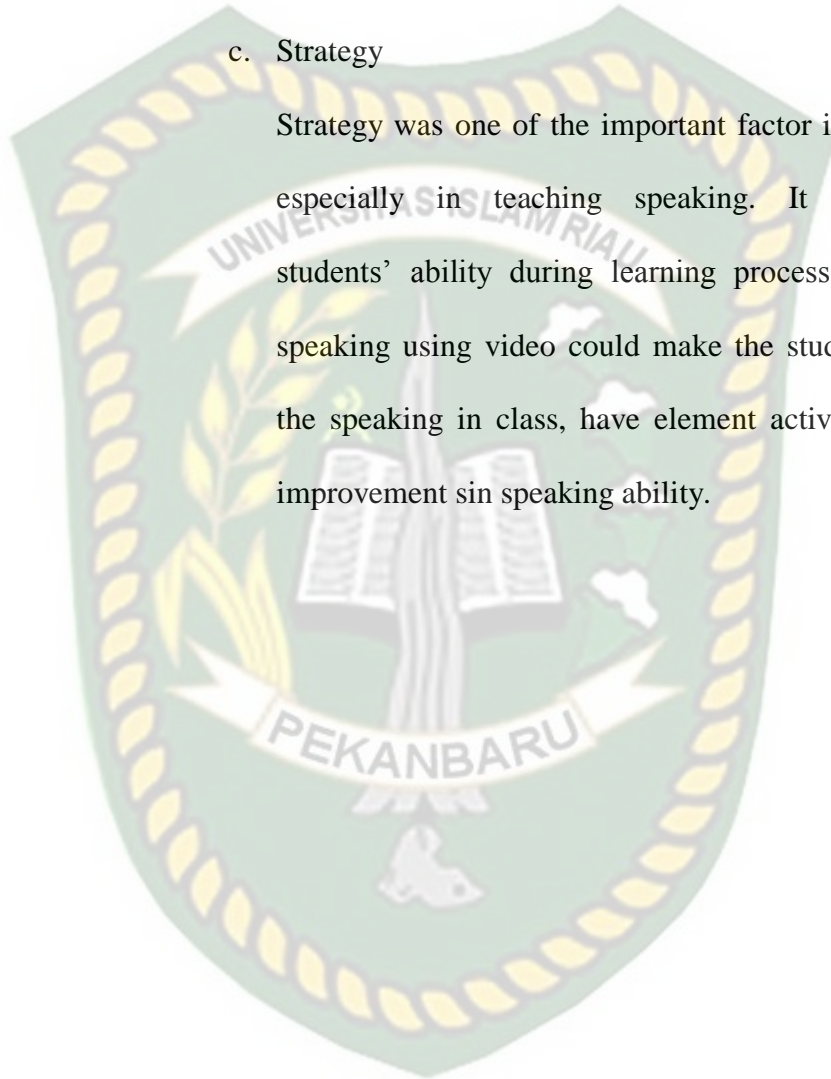 c. Strategy
Strategy was one of the important factor
especially in teaching speaking. It
students’ ability during learning process
speaking using video could make the
the speaking in class, have element
improvement sin speaking ability.
UNIVERSITAS ISLAM RIAU
PEKANBARU